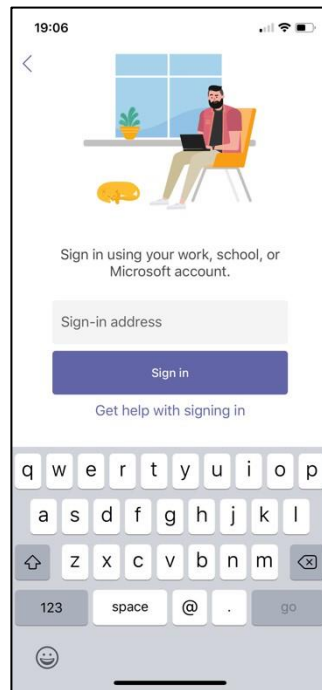 19:06
Sign in using your work, school, or
Microsoft account.
Sign-in address
Sign in
Get help with signing in
q w e r t y u i o p
a s d f g h j k l
z x c v b n m
123 space @ . go